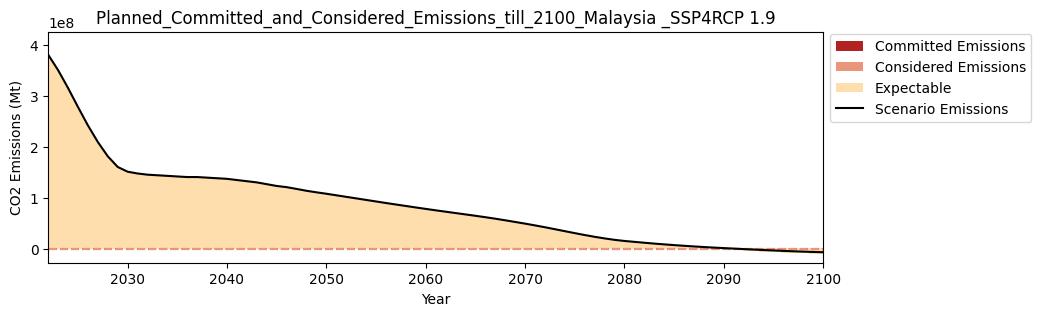 Planned_Committed_and_Considered_Emissions_till_2100_Malaysia _SSP4RCP 1.9
1e8
4
3
2
1
0
CO2 Emissions (Mt)
2030 2040 2050 2060 2070 2080 2090 2100
Year
Committed Emissions
Considered Emissions
Expectable
Scenario Emissions